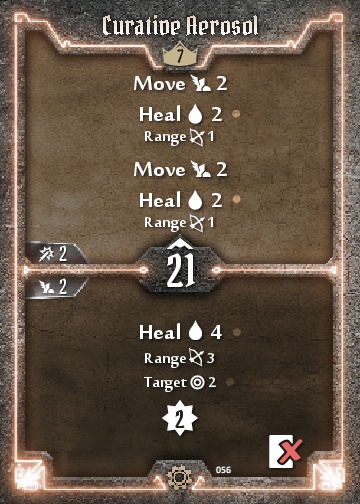 Curative Aerosol
7
Move 2
Heal 2
Range 1
Move 2
Heal 2
Range 1
2
21
2
Heal 4
Range 3
Target 2
2
056